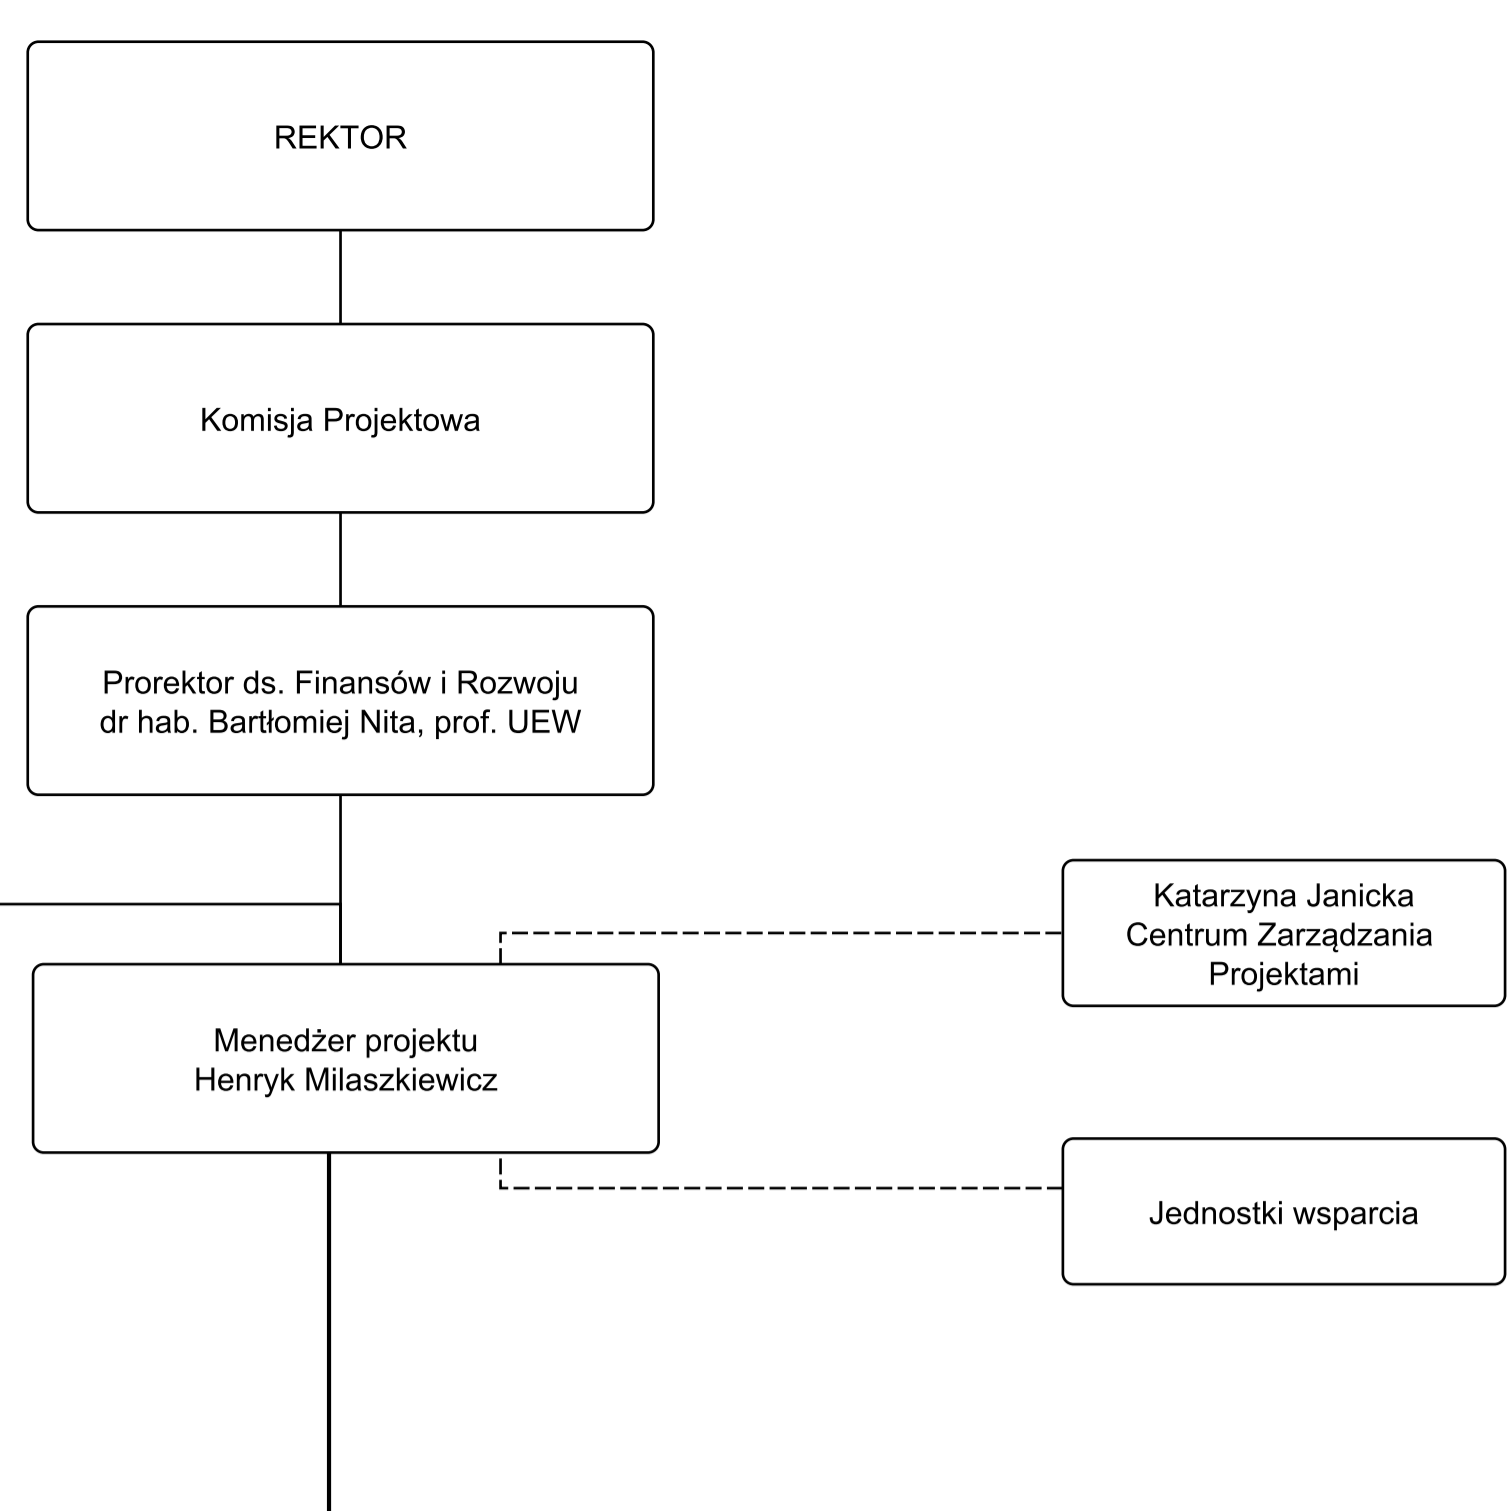 REKTOR
Komisja Projektowa
Prorektor ds. Finansów i Rozwoju
dr hab. Bartłomiej Nita, prof. UEW
Katarzyna Janicka
Centrum Zarządzania
Projektami
Menedżer projektu
Henryk Milaszkiewicz
Jednostki wsparcia